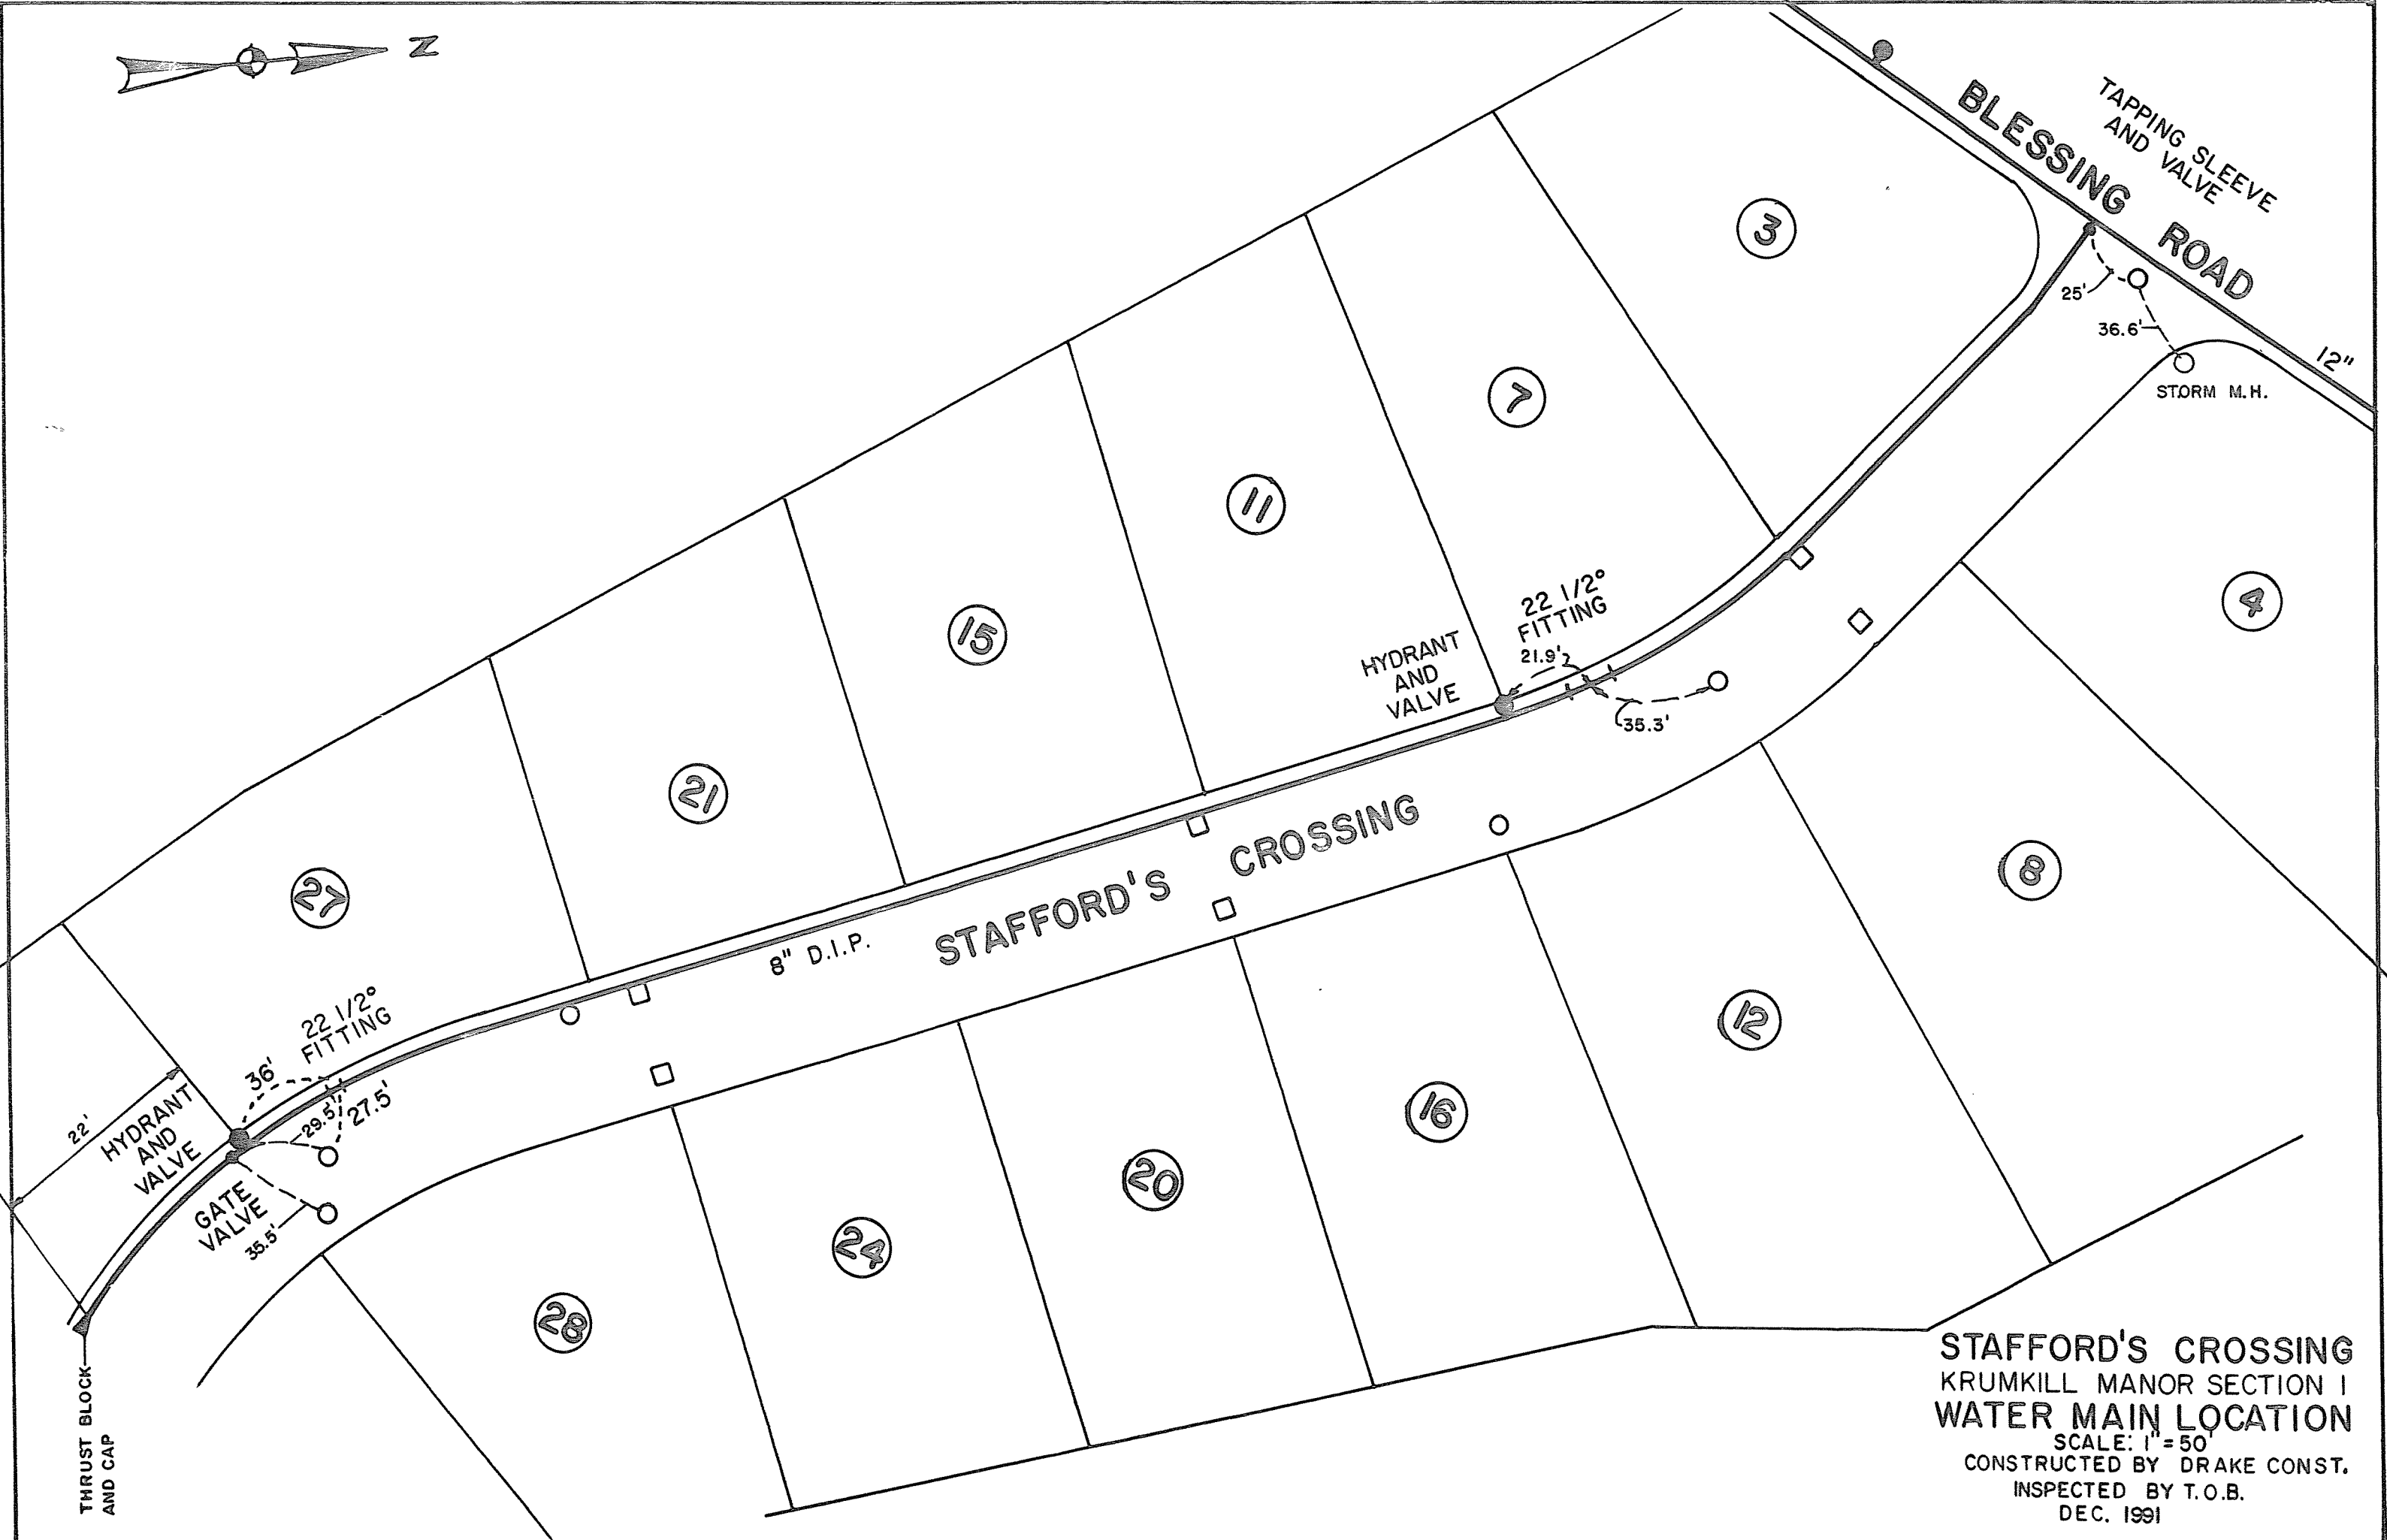 N
BLESSING ROAD
TAPPING SLEEVE
AND VALVE
25'
36.6'
12"
STORM M.H.
3
7
11
15
21
27
4
8
12
16
20
24
28
22 1/2°
FITTING
21.9'
35.3'
HYDRANT
AND
VALVE
STAFFORD'S CROSSING
8" D.I.P.
22 1/2°
FITTING
36'
29.5'
27.5'
22'
HYDRANT
AND
VALVE
GATE
VALVE
35.5'
THRUST BLOCK
AND CAP
STAFFORD'S CROSSING
KRUMKILL MANOR SECTION I
WATER MAIN LOCATION
SCALE: 1"=50'
CONSTRUCTED BY DRAKE CONST.
INSPECTED BY T.O.B.
DEC. 1991